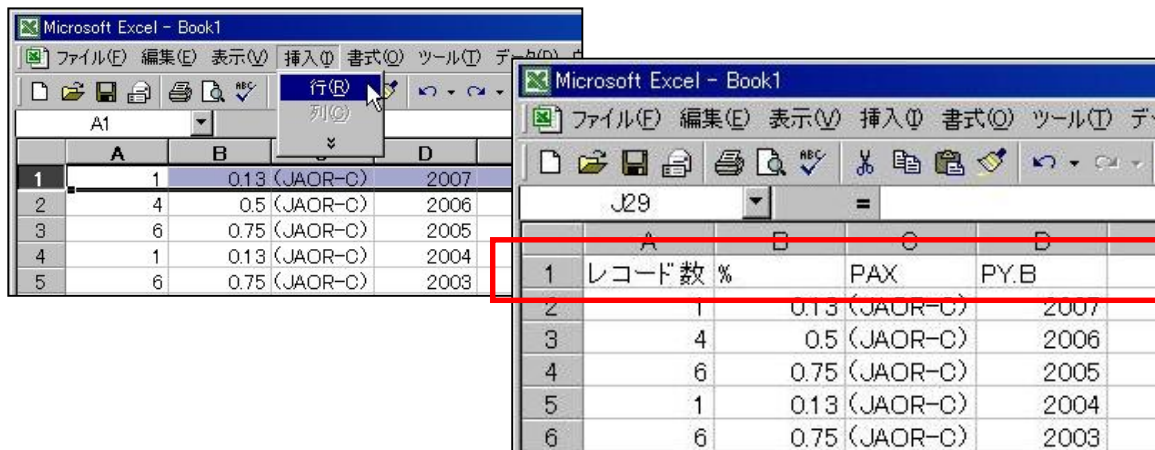 Microsoft Excel - Book1
ファイル(F) 編集(E) 表示(V) 挿入(I) 書式(O) ツール(T) データ(D)
行(R)
列(C)
A1
A B D
1 1 0.13 (JAOR-C) 2007
2 4 0.5 (JAOR-C) 2006
3 6 0.75 (JAOR-C) 2005
4 1 0.13 (JAOR-C) 2004
5 6 0.75 (JAOR-C) 2003
Microsoft Excel - Book1
ファイル(F) 編集(E) 表示(V) 挿入(I) 書式(O) ツール(T)
J29 =
A B C D
1 レコード数 % PAX PY.B
2 1 0.13 (JAOR-C) 2007
3 4 0.5 (JAOR-C) 2006
4 6 0.75 (JAOR-C) 2005
5 1 0.13 (JAOR-C) 2004
6 6 0.75 (JAOR-C) 2003